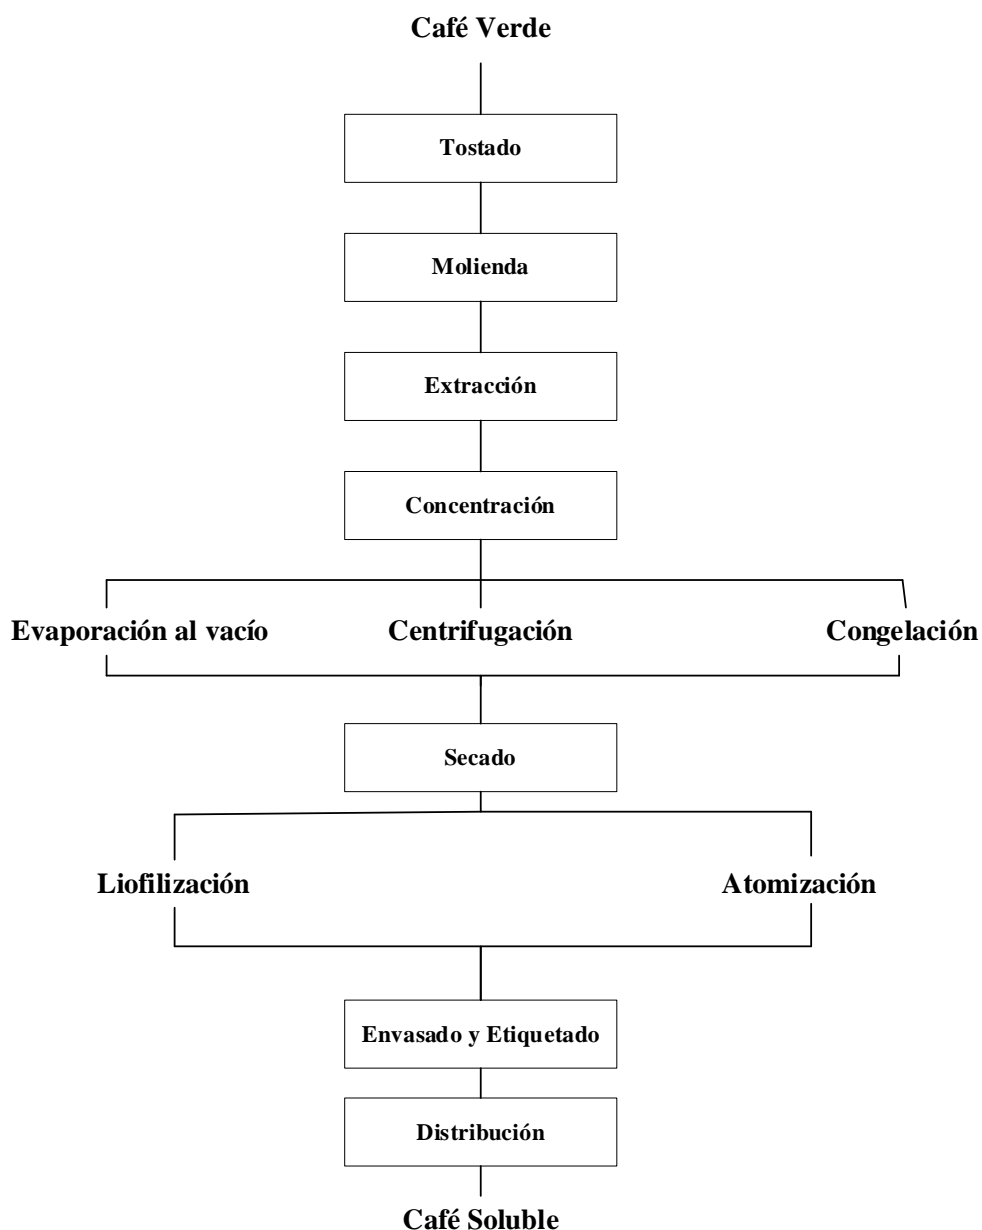 Café Verde
Tostado
Molienda
Extracción
Concentración
Evaporación al vacío
Centrifugación
Congelación
Secado
Liofilización
Atomización
Envasado y Etiquetado
Distribución
Café Soluble